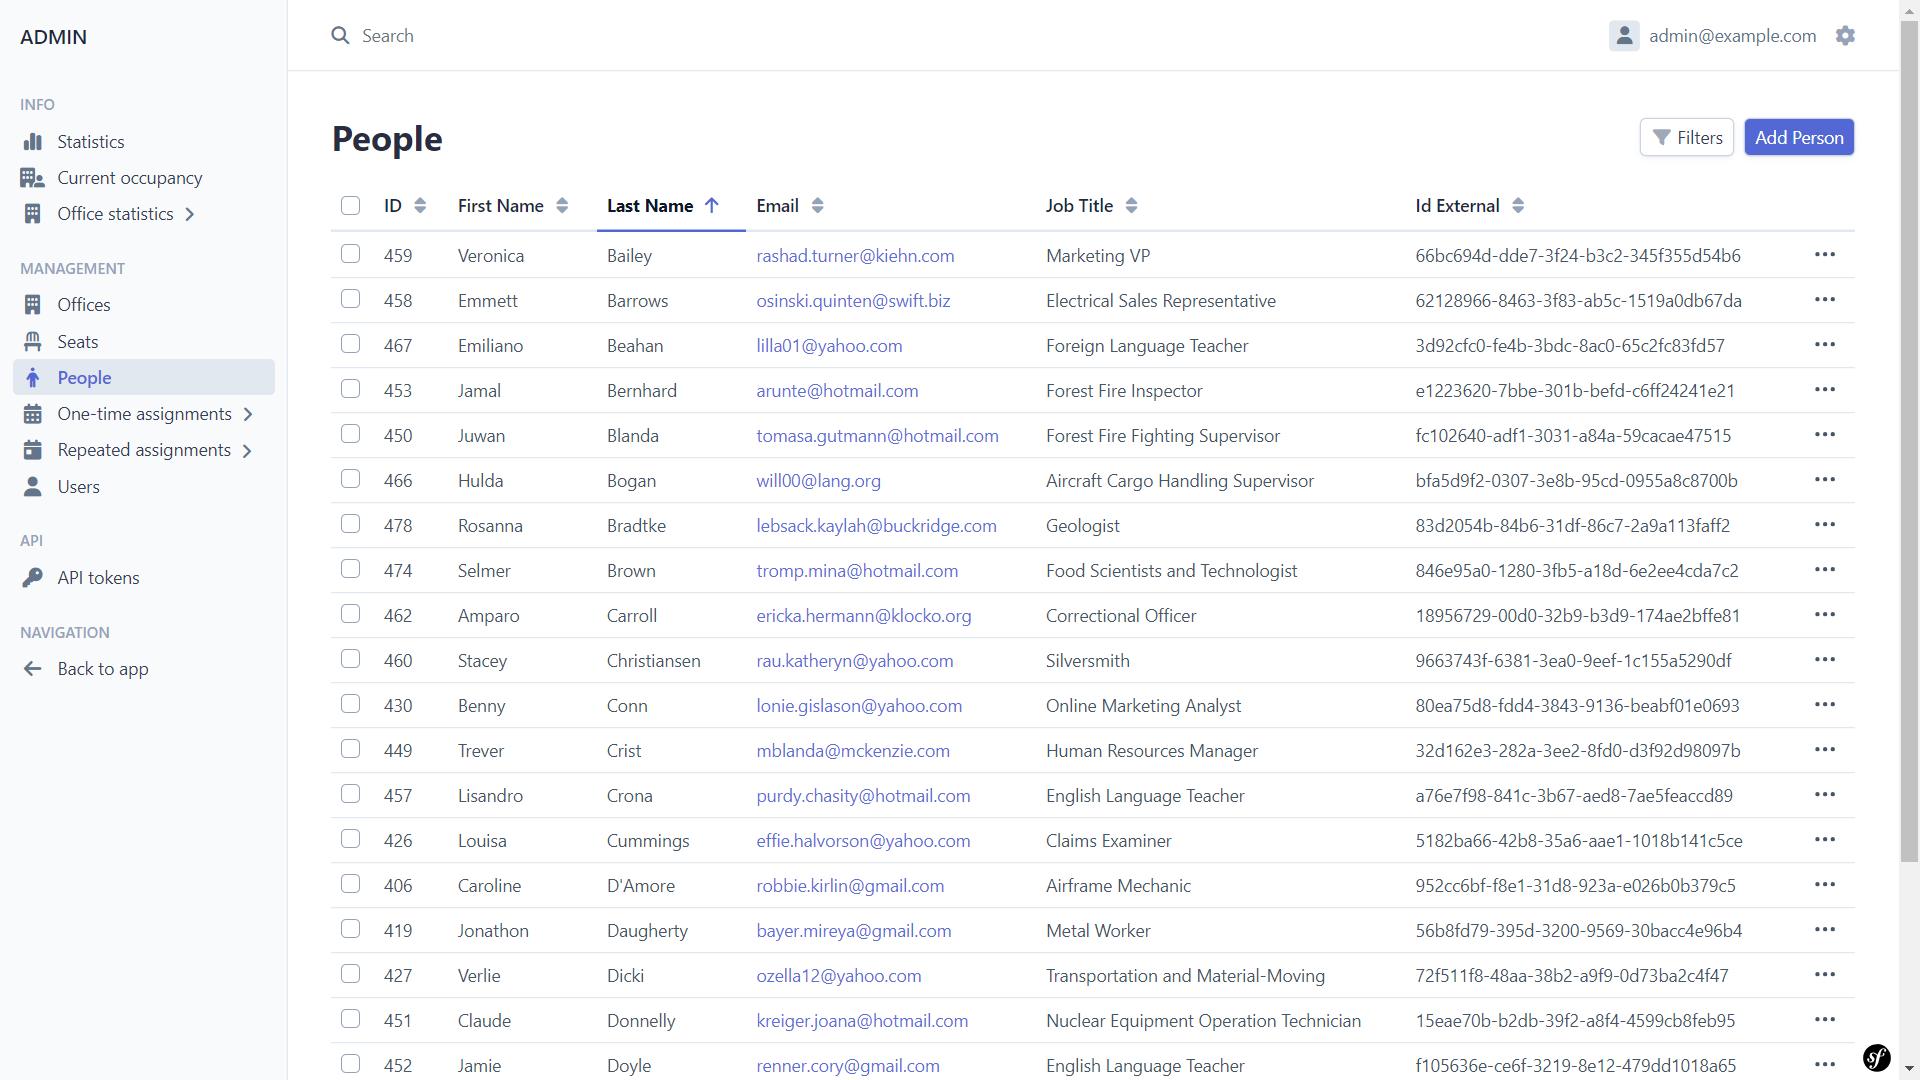 ADMIN
Search
admin@example.com
INFO
Statistics
Current occupancy
Office statistics
MANAGEMENT
Offices
Seats
People
One-time assignments
Repeated assignments
Users
API
API tokens
NAVIGATION
Back to app
People
Filters
Add Person
ID First Name Last Name Email Job Title Id External
459 Veronica Bailey rashad.turner@kiehn.com Marketing VP 66bc694d-dde7-3f24-b3c2-345f355d54b6
458 Emmett Barrows osinski.quinten@swift.biz Electrical Sales Representative 62128966-8463-3f83-ab5c-1519a0db67da
467 Emiliano Beahan lilla01@yahoo.com Foreign Language Teacher 3d92cfc0-fe4b-3bdc-8ac0-65c2fc83fd57
453 Jamal Bernhard arunte@hotmail.com Forest Fire Inspector e1223620-7bbe-301b-befd-c6ff24241e21
450 Juwan Blanda tomasa.gutmann@hotmail.com Forest Fire Fighting Supervisor fc102640-adf1-3031-a84a-59cacae47515
466 Hulda Bogan will00@lang.org Aircraft Cargo Handling Supervisor bfa5d9f2-0307-3e8b-95cd-0955a8c8700b
478 Rosanna Bradtke lebsack.kaylah@buckridge.com Geologist 83d2054b-84b6-31df-86c7-2a9a113faff2
474 Selmer Brown tromp.mina@hotmail.com Food Scientists and Technologist 846e95a0-1280-3fb5-a18d-6e2ee4cda7c2
462 Amparo Carroll ericka.hermann@klocko.org Correctional Officer 18956729-00d0-32b9-b3d9-174ae2bffe81
460 Stacey Christiansen rau.katheryn@yahoo.com Silversmith 9663743f-6381-3ea0-9eef-1c155a5290df
430 Benny Conn lonie.gislason@yahoo.com Online Marketing Analyst 80ea75d8-fdd4-3843-9136-beabf01e0693
449 Trever Crist mblanda@mckenzie.com Human Resources Manager 32d162e3-282a-3ee2-8fd0-d3f92d98097b
457 Lisandro Crona purdy.chasity@hotmail.com English Language Teacher a76e7f98-841c-3b67-aed8-7ae5feaccd89
426 Louisa Cummings effie.halvorson@yahoo.com Claims Examiner 5182ba66-42b8-35a6-aae1-1018b141c5ce
406 Caroline D'Amore robbie.kirlin@gmail.com Airframe Mechanic 952cc6bf-f8e1-31d8-923a-e026b0b379c5
419 Jonathon Daugherty bayer.mireya@gmail.com Metal Worker 56b8fd79-395d-3200-9569-30bacc4e96b4
427 Verlie Dicki ozella12@yahoo.com Transportation and Material-Moving 72f511f8-48aa-38b2-a9f9-0d73ba2c4f47
451 Claude Donnelly kreiger.joana@hotmail.com Nuclear Equipment Operation Technician 15eae70b-b2db-39f2-a8f4-4599cb8feb95
452 Jamie Doyle renner.cory@gmail.com English Language Teacher f105636e-ce6f-3219-8e12-479dd1018a65
sf